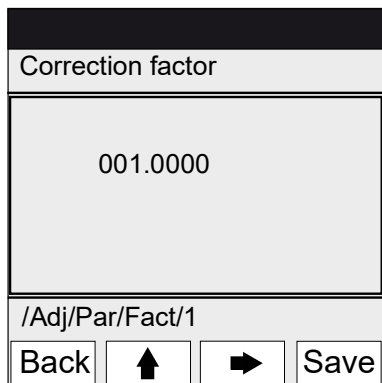 Correction factor
001.0000
/Adj/Par/Fact/1
Back Save